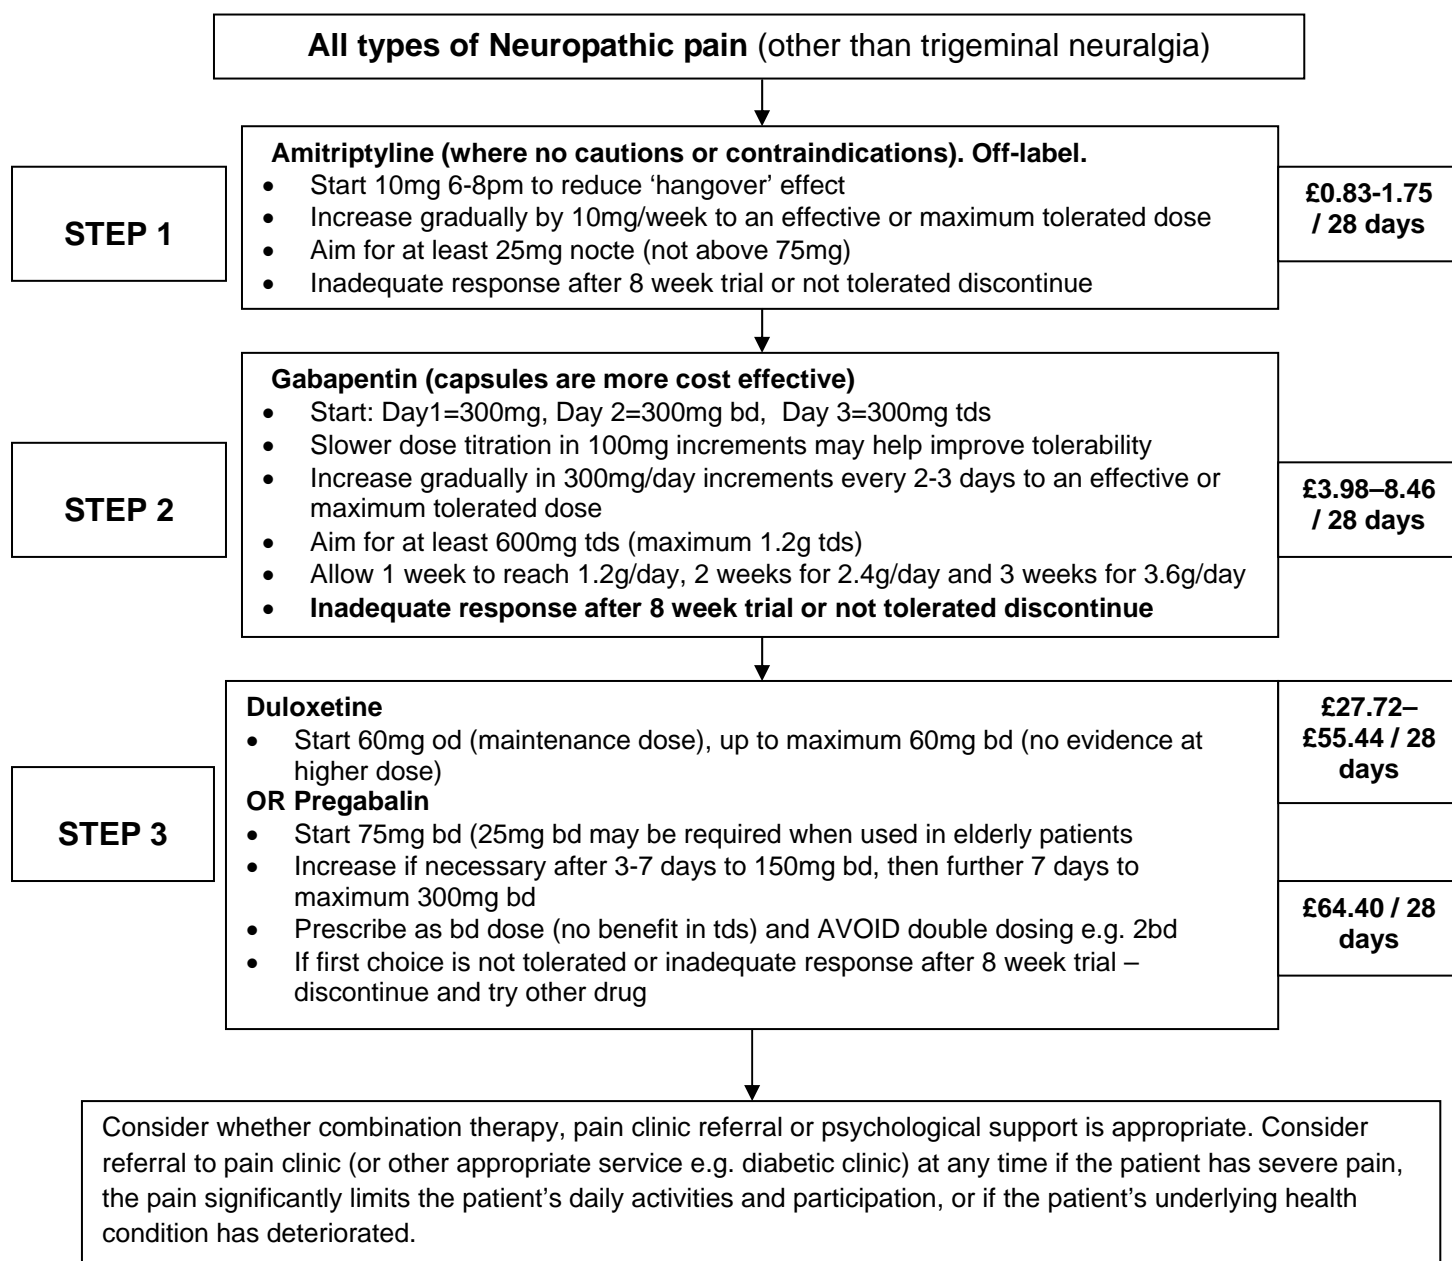 All types of Neuropathic pain (other than trigeminal neuralgia)
STEP 1
Amitriptyline (where no cautions or contraindications). Off-label.
• Start 10mg 6-8pm to reduce ‘hangover’ effect
• Increase gradually by 10mg/week to an effective or maximum tolerated dose
• Aim for at least 25mg nocte (not above 75mg)
• Inadequate response after 8 week trial or not tolerated discontinue
£0.83-1.75
/ 28 days
STEP 2
Gabapentin (capsules are more cost effective)
• Start: Day1=300mg, Day 2=300mg bd, Day 3=300mg tds
• Slower dose titration in 100mg increments may help improve tolerability
• Increase gradually in 300mg/day increments every 2-3 days to an effective or
maximum tolerated dose
• Aim for at least 600mg tds (maximum 1.2g tds)
• Allow 1 week to reach 1.2g/day, 2 weeks for 2.4g/day and 3 weeks for 3.6g/day
• Inadequate response after 8 week trial or not tolerated discontinue
£3.98–8.46
/ 28 days
STEP 3
Duloxetine
• Start 60mg od (maintenance dose), up to maximum 60mg bd (no evidence at
higher dose)
OR Pregabalin
• Start 75mg bd (25mg bd may be required when used in elderly patients
• Increase if necessary after 3-7 days to 150mg bd, then further 7 days to
maximum 300mg bd
• Prescribe as bd dose (no benefit in tds) and AVOID double dosing e.g. 2bd
• If first choice is not tolerated or inadequate response after 8 week trial –
discontinue and try other drug
£27.72–
£55.44 / 28
days
£64.40 / 28
days
Consider whether combination therapy, pain clinic referral or psychological support is appropriate. Consider
referral to pain clinic (or other appropriate service e.g. diabetic clinic) at any time if the patient has severe pain,
the pain significantly limits the patient’s daily activities and participation, or if the patient’s underlying health
condition has deteriorated.